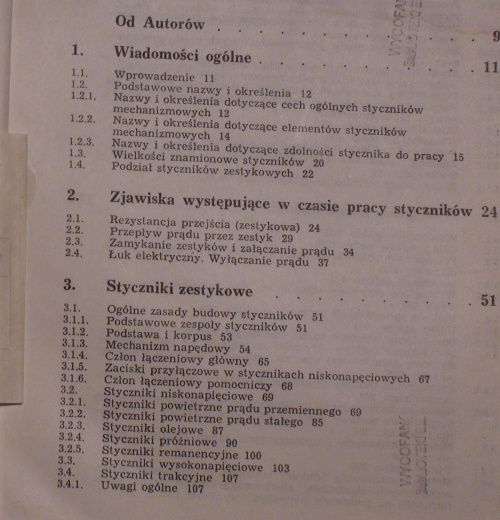 Od Autorów . . . . . . . . . 9
1. Wiadomości ogólne . . . . . . . . . 11
1.1. Wprowadzenie 11
1.2. Podstawowe nazwy i określenia 12
1.2.1. Nazwy i określenia dotyczące cech ogólnych styczników
mechanizmowych 12
1.2.2. Nazwy i określenia dotyczące elementów styczników
mechanizmowych 14
1.2.3. Nazwy i określenia dotyczące zdolności stycznika do pracy 15
1.3. Wielkości znamionowe styczników 20
1.4. Podział styczników zestykowych 22
2. Zjawiska występujące w czasie pracy styczników 24
2.1. Rezystancja przejścia (zestykowa) 24
2.2. Przepływ prądu przez zestyk 29
2.3. Zamykanie zestyków i załączanie prądu 34
2.4. Łuk elektryczny. Wyłączanie prądu 37
3. Styczniki zestykowe . . . . . . . . . 51
3.1. Ogólne zasady budowy styczników 51
3.1.1. Podstawowe zespoły styczników 51
3.1.2. Podstawa i korpus 53
3.1.3. Mechanizm napędowy 54
3.1.4. Człon łączeniowy główny 65
3.1.5. Zaciski przyłączowe w stycznikach niskonapęciowych 67
3.1.6. Człon łączeniowy pomocniczy 68
3.2. Styczniki niskonapięciowe 69
3.2.1. Styczniki powietrzne prądu przemiennego 69
3.2.2. Styczniki powietrzne prądu stałego 85
3.2.3. Styczniki olejowe 87
3.2.4. Styczniki próżniowe 90
3.2.5. Styczniki remanencyjne 100
3.3. Styczniki wysokonapięciowe 103
3.4. Styczniki trakcyjne 107
3.4.1. Uwagi ogólne 107